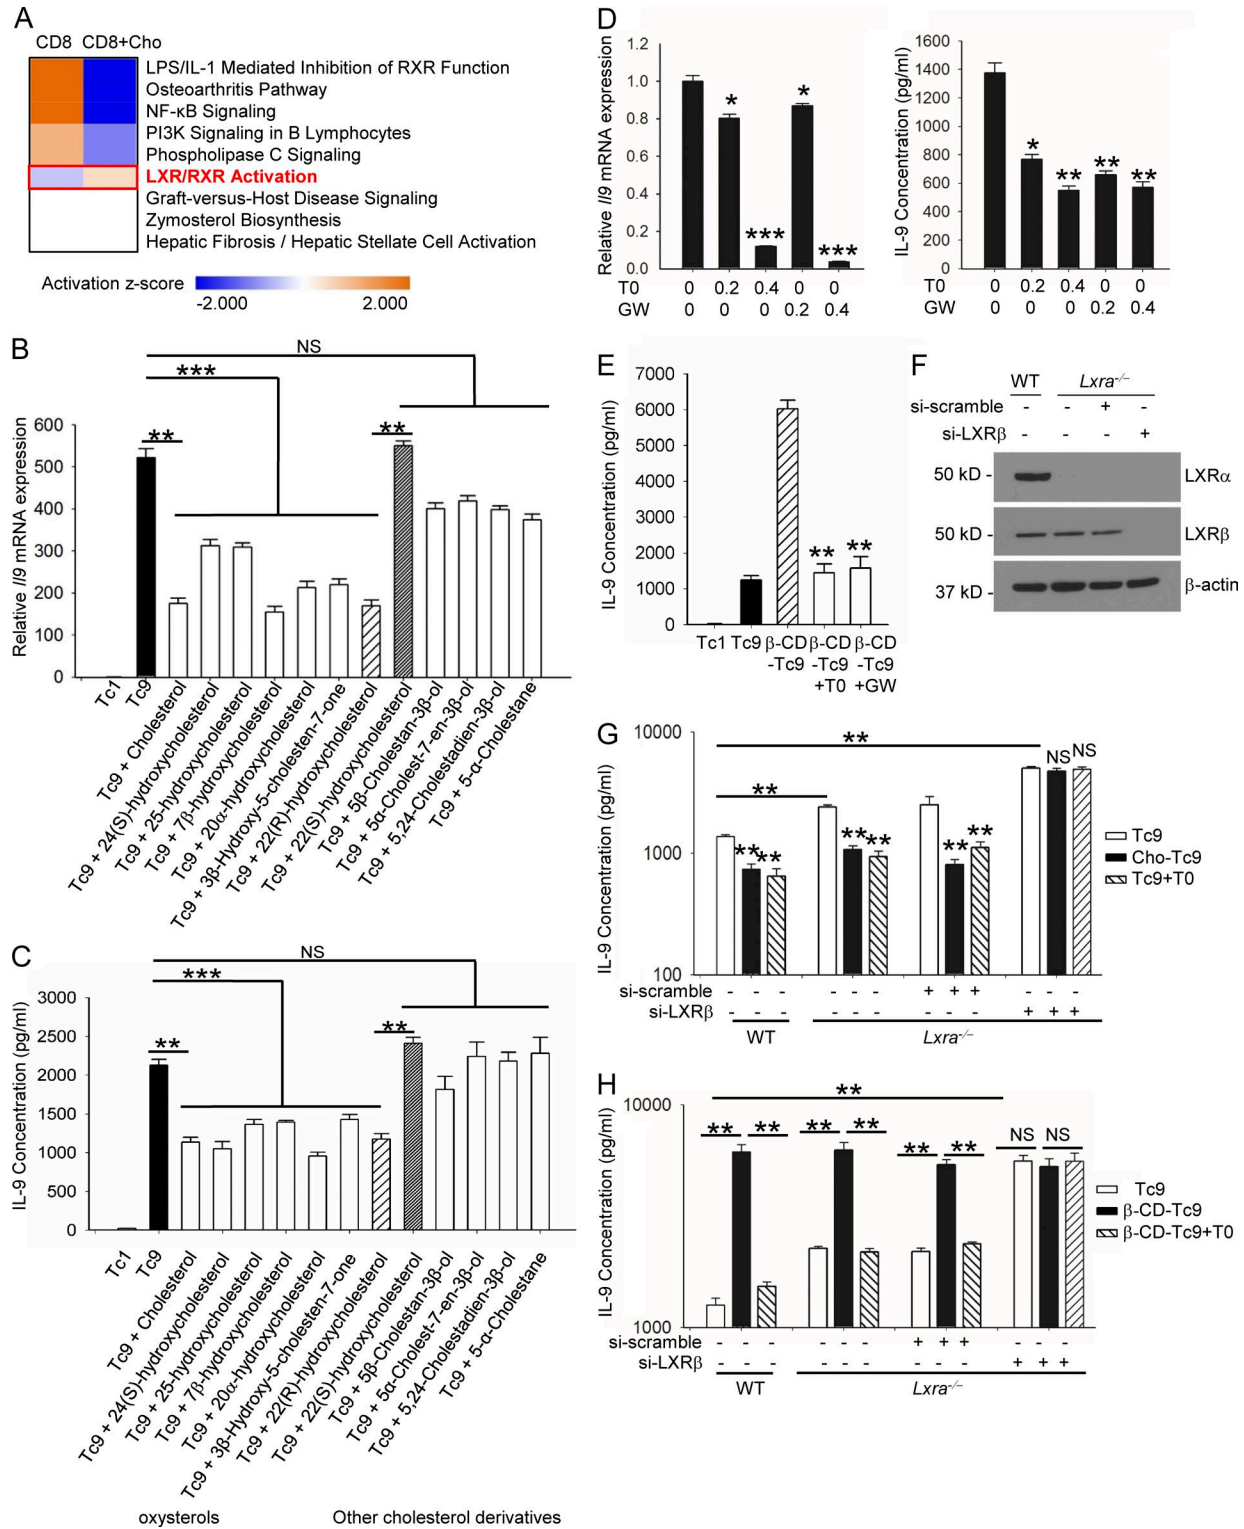 A
CD8 CD8+Cho
LPS/IL-1 Mediated Inhibition of RXR Function
Osteoarthritis Pathway
NF-κB Signaling
PI3K Signaling in B Lymphocytes
Phospholipase C Signaling
LXR/RXR Activation
Graft-versus-Host Disease Signaling
Zymosterol Biosynthesis
Hepatic Fibrosis / Hepatic Stellate Cell Activation
Activation z-score
-2.000 2.000
B
NS
***
** **
Relative Il9 mRNA expression
600
500
400
300
200
100
0
Tc1
Tc9
Tc9 + Cholesterol
Tc9 + 24(S)-hydroxycholesterol
Tc9 + 25-hydroxycholesterol
Tc9 + 7β-hydroxycholesterol
Tc9 + 20α-hydroxycholesterol
Tc9 + 3β-Hydroxy-5-cholesten-7-one
Tc9 + 22(R)-hydroxycholesterol
Tc9 + 22(S)-hydroxycholesterol
Tc9 + 5β-Cholestan-3β-ol
Tc9 + 5α-Cholest-7-en-3β-ol
Tc9 + 5,24-Cholestadien-3β-ol
Tc9 + 5-α-Cholestane
C
NS
***
** **
IL-9 Concentration (pg/ml)
3000
2500
2000
1500
1000
500
0
Tc1
Tc9
Tc9 + Cholesterol
Tc9 + 24(S)-hydroxycholesterol
Tc9 + 25-hydroxycholesterol
Tc9 + 7β-hydroxycholesterol
Tc9 + 20α-hydroxycholesterol
Tc9 + 3β-Hydroxy-5-cholesten-7-one
Tc9 + 22(R)-hydroxycholesterol
Tc9 + 22(S)-hydroxycholesterol
Tc9 + 5β-Cholestan-3β-ol
Tc9 + 5α-Cholest-7-en-3β-ol
Tc9 + 5,24-Cholestadien-3β-ol
Tc9 + 5-α-Cholestane
oxysterols Other cholesterol derivatives
D
Relative Il9 mRNA expression
1.2
1.0
0.8
0.6
0.4
0.2
0.0
* *** * ***
T0 0 0.2 0.4 0 0
GW 0 0 0 0.2 0.4
IL-9 Concentration (pg/ml)
1600
1400
1200
1000
800
600
400
200
0
* ** ** **
T0 0 0.2 0.4 0 0
GW 0 0 0 0.2 0.4
E
IL-9 Concentration (pg/ml)
7000
6000
5000
4000
3000
2000
1000
0
** **
Tc1 Tc9 β-CD β-CD β-CD
-Tc9 -Tc9 -Tc9
+T0 +GW
F
WT Lxra-/-
si-scramble - - + -
si-LXRβ - - - +
50 kD - LXRα
50 kD - LXRβ
37 kD - β-actin
G
IL-9 Concentration (pg/ml)
10000
1000
100
**
**
** ** ** ** ** ** NS NS
Tc9
Cho-Tc9
Tc9+T0
si-scramble - - - - - - + + + - - -
si-LXRβ - - - - - - - - - + + +
WT Lxra-/-
H
IL-9 Concentration (pg/ml)
10000
1000
**
** ** ** ** ** ** NS NS
Tc9
β-CD-Tc9
β-CD-Tc9+T0
si-scramble - - - - - - + + + - - -
si-LXRβ - - - - - - - - - + + +
WT Lxra-/-